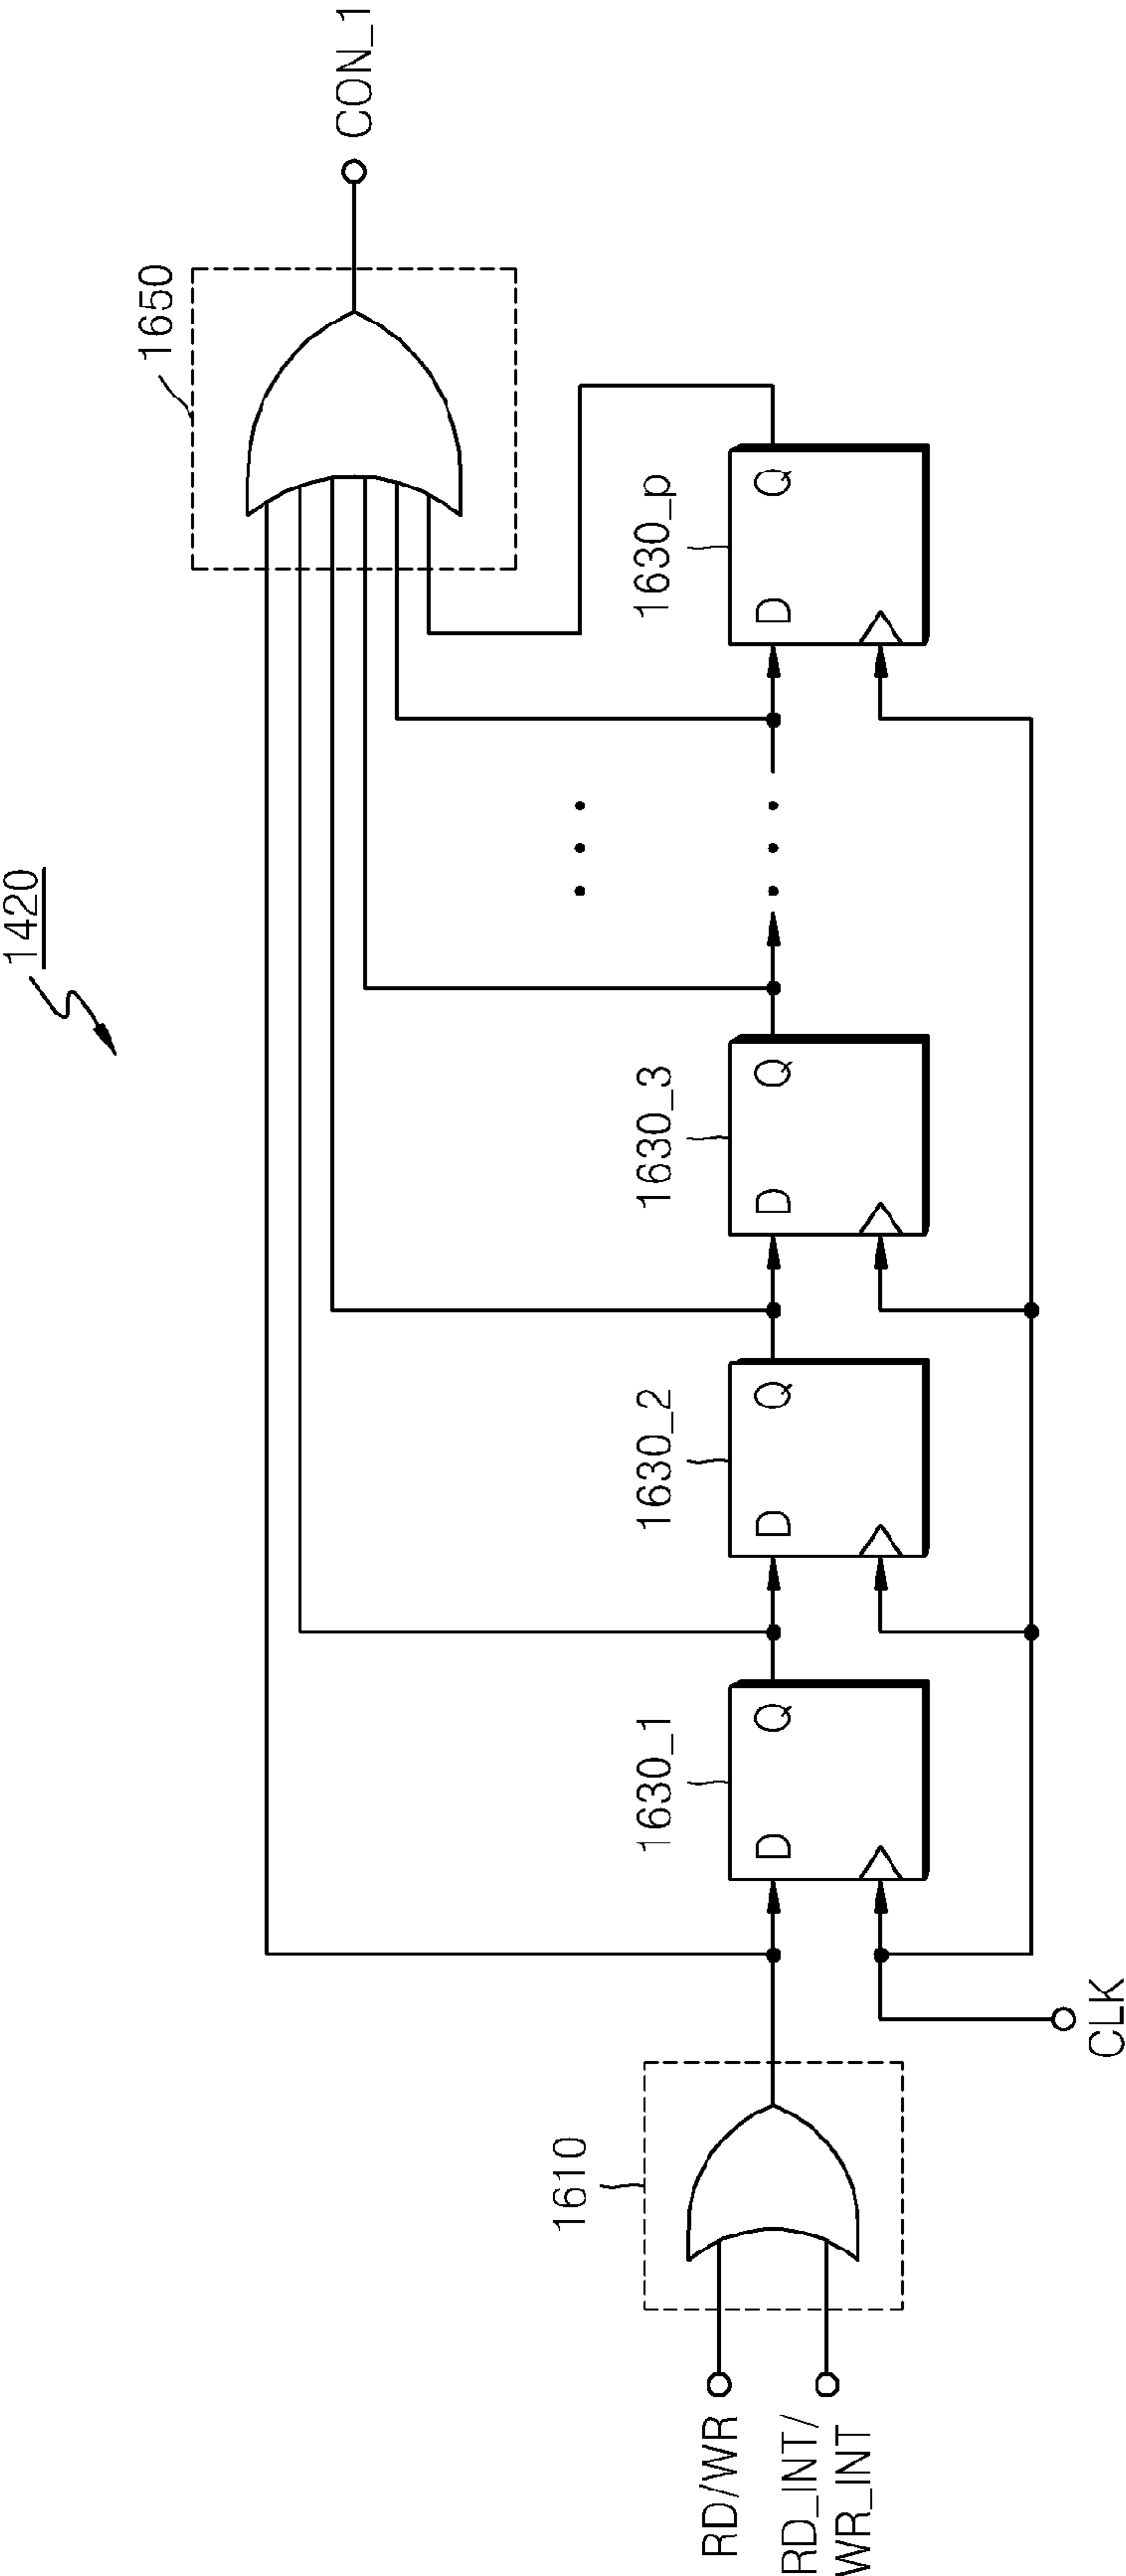 1420
1650
CON_1
1630_1
1630_2
1630_3
1630_p
D
Q
D
Q
D
Q
D
Q
1610
RD/WR
RD_INT/
WR_INT
CLK